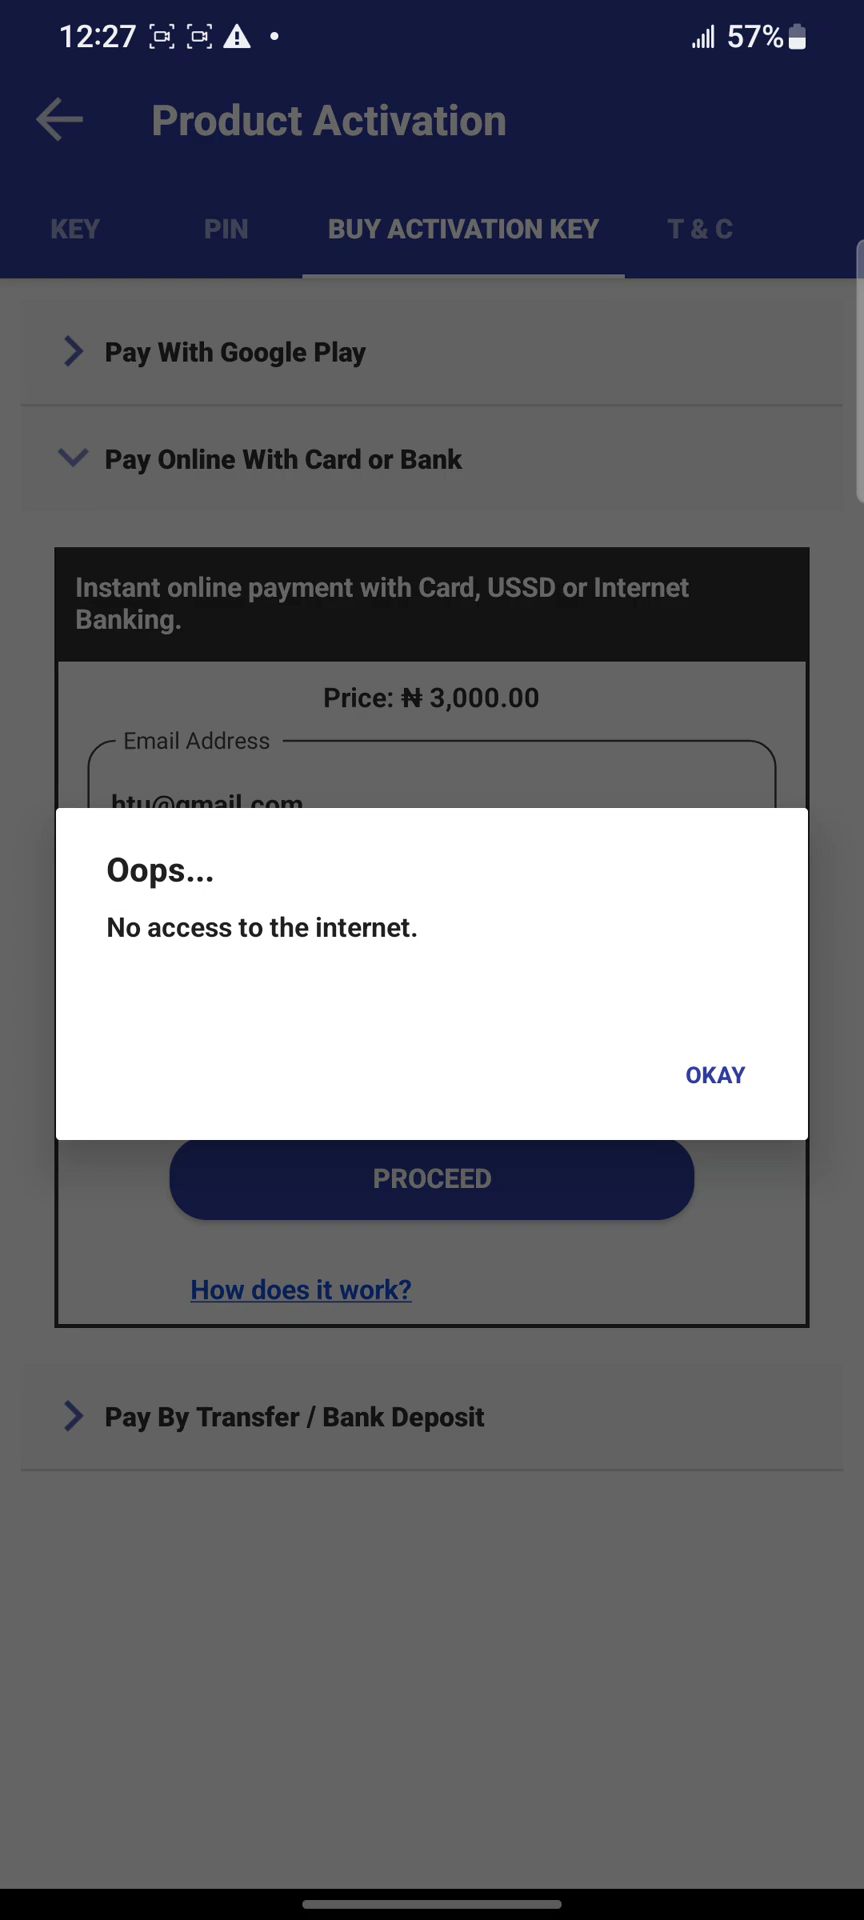 12:27
57%
Product Activation
KEY
PIN
BUY ACTIVATION KEY
T & C
Pay With Google Play
Pay Online With Card or Bank
Instant online payment with Card, USSD or Internet
Banking.
Price: ₦ 3,000.00
Email Address
htu@gmail.com
Oops...
No access to the internet.
OKAY
PROCEED
How does it work?
Pay By Transfer / Bank Deposit